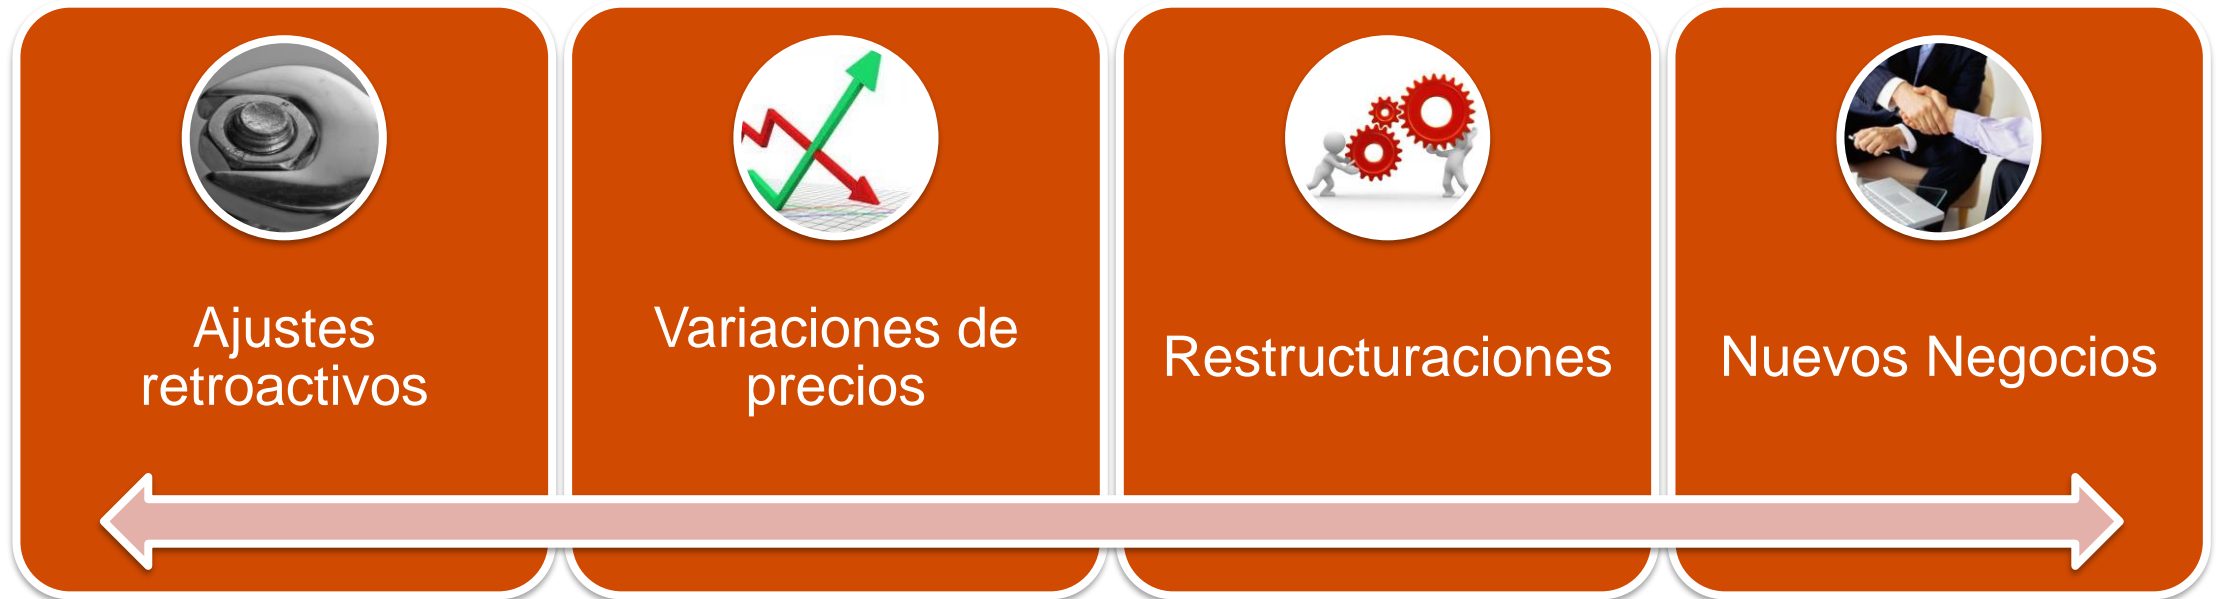 Ajustes
retroactivos
Variaciones de
precios
Restructuraciones
Nuevos Negocios